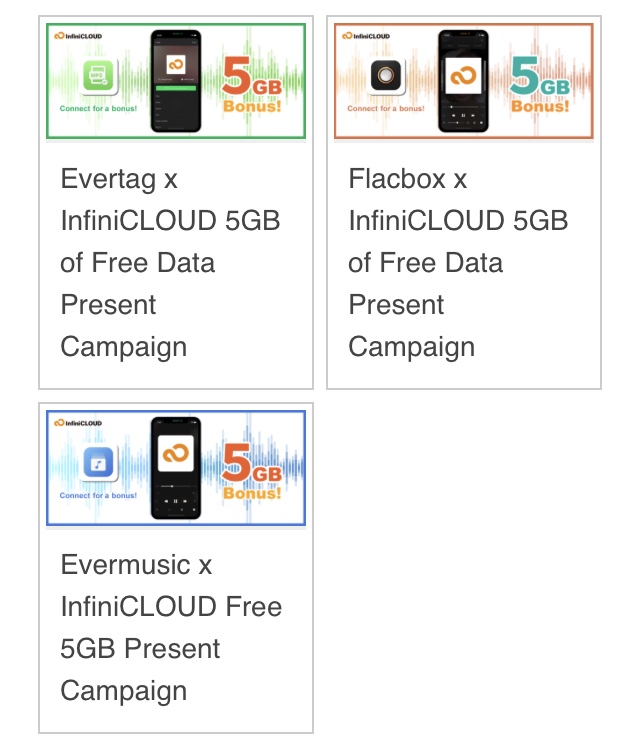 InfiniCLOUD
Connect for a bonus!
5GB
Bonus!
Evertag x
InfiniCLOUD 5GB
of Free Data
Present
Campaign
InfiniCLOUD
Connect for a bonus!
5GB
Bonus!
Flacbox x
InfiniCLOUD 5GB
of Free Data
Present
Campaign
InfiniCLOUD
Connect for a bonus!
5GB
Bonus!
Evermusic x
InfiniCLOUD Free
5GB Present
Campaign